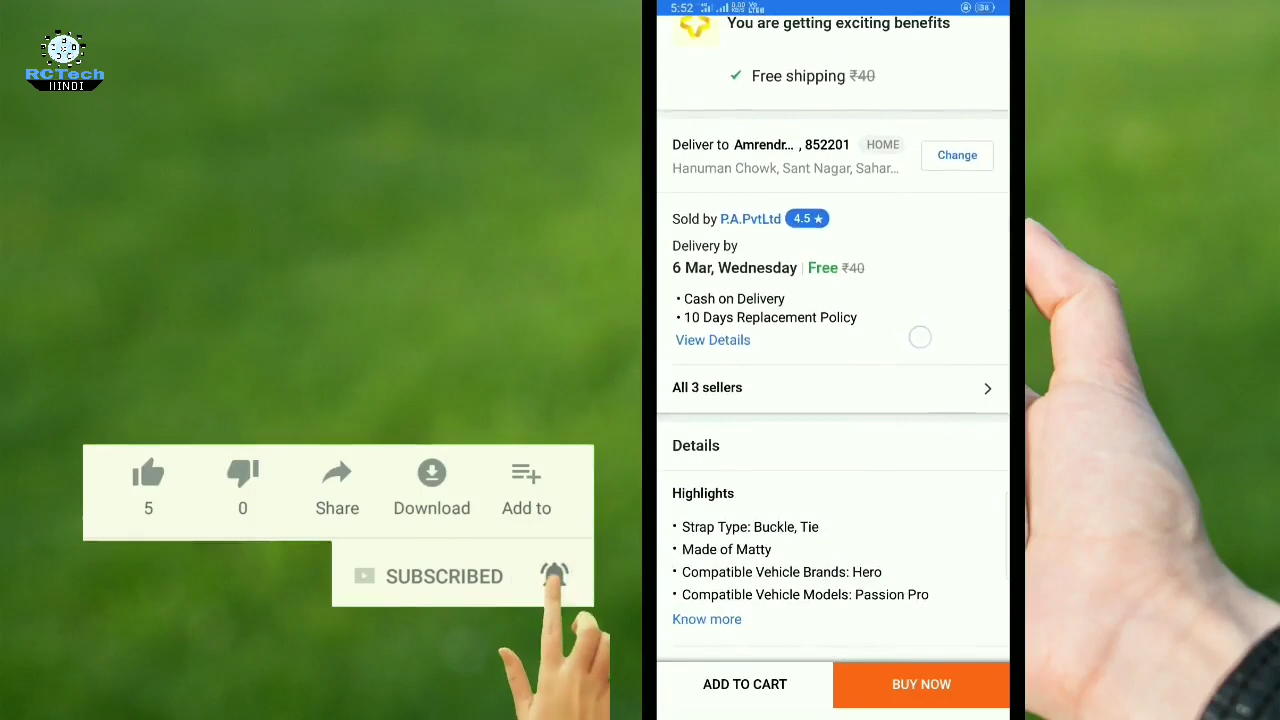 RCTech
HINDI
5
0
Share
Download
Add to
SUBSCRIBED
5:52
You are getting exciting benefits
Free shipping ₹40
Deliver to Amrendr... , 852201 HOME
Change
Hanuman Chowk, Sant Nagar, Sahar...
Sold by P.A.PvtLtd 4.5 ★
Delivery by
6 Mar, Wednesday | Free ₹40
• Cash on Delivery
• 10 Days Replacement Policy
View Details
All 3 sellers
Details
Highlights
• Strap Type: Buckle, Tie
• Made of Matty
• Compatible Vehicle Brands: Hero
• Compatible Vehicle Models: Passion Pro
Know more
ADD TO CART
BUY NOW